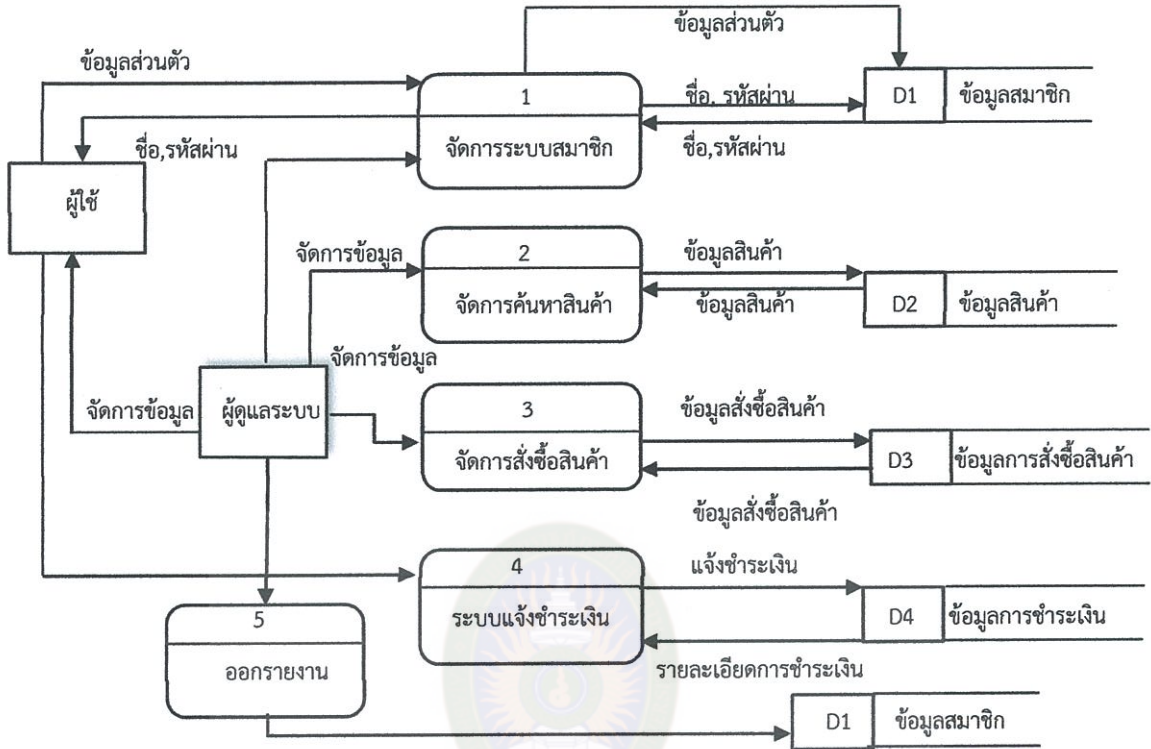 ข้อมูลส่วนตัว
ข้อมูลส่วนตัว
1
ชื่อ. รหัสผ่าน
D1
ข้อมูลสมาชิก
ชื่อ,รหัสผ่าน
จัดการระบบสมาชิก
ชื่อ,รหัสผ่าน
ผู้ใช้
จัดการข้อมูล
2
ข้อมูลสินค้า
จัดการค้นหาสินค้า
ข้อมูลสินค้า
D2
ข้อมูลสินค้า
จัดการข้อมูล
จัดการข้อมูล
ผู้ดูแลระบบ
3
ข้อมูลสั่งซื้อสินค้า
จัดการสั่งซื้อสินค้า
D3
ข้อมูลการสั่งซื้อสินค้า
ข้อมูลสั่งซื้อสินค้า
4
แจ้งชำระเงิน
ระบบแจ้งชำระเงิน
D4
ข้อมูลการชำระเงิน
5
ออกรายงาน
รายละเอียดการชำระเงิน
D1
ข้อมูลสมาชิก